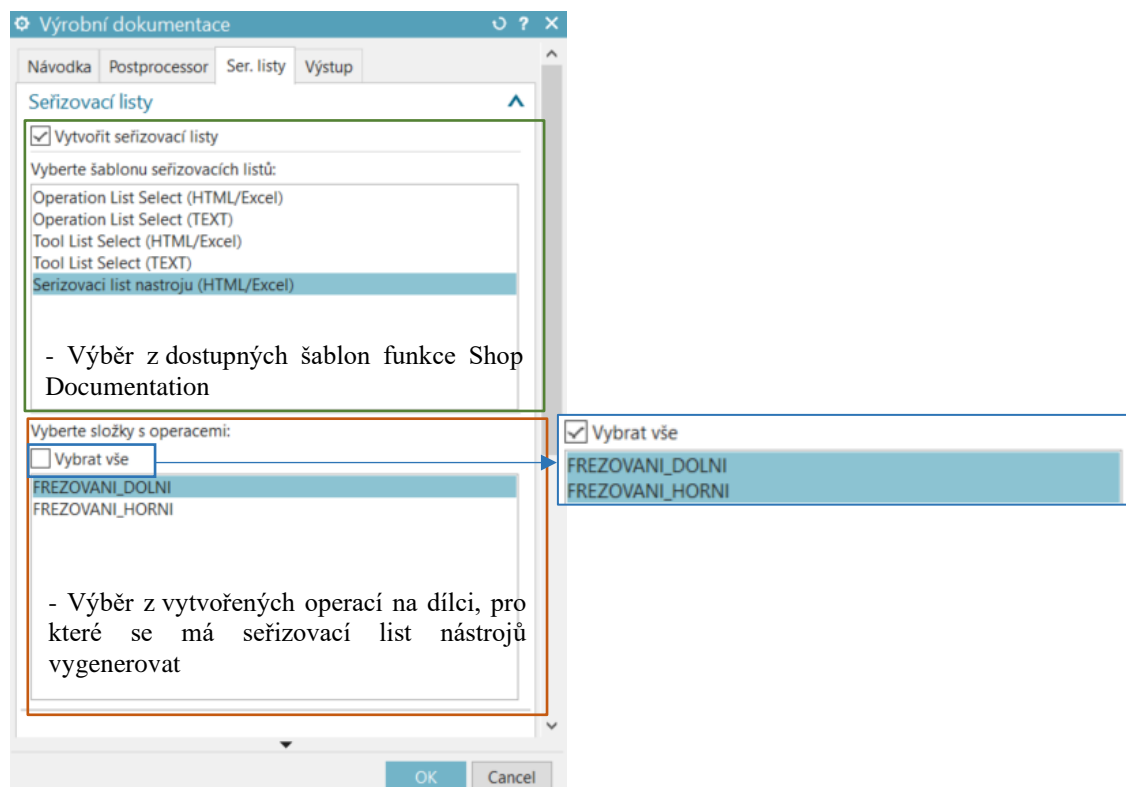 Výrobní dokumentace
Návodka Postprocessor Ser. listy Výstup
Seřizovací listy
Vytvořit seřizovací listy
Vyberte šablonu seřizovacích listů:
Operation List Select (HTML/Excel)
Operation List Select (TEXT)
Tool List Select (HTML/Excel)
Tool List Select (TEXT)
Serizovaci list nastroju (HTML/Excel)
- Výběr z dostupných šablon funkce Shop
Documentation
Vyberte složky s operacemi:
Vybrat vše
FREZOVANI_DOLNI
FREZOVANI_HORNI
- Výběr z vytvořených operací na dílci, pro
které se má seřizovací list nástrojů
vygenerovat
OK Cancel
Vybrat vše
FREZOVANI_DOLNI
FREZOVANI_HORNI